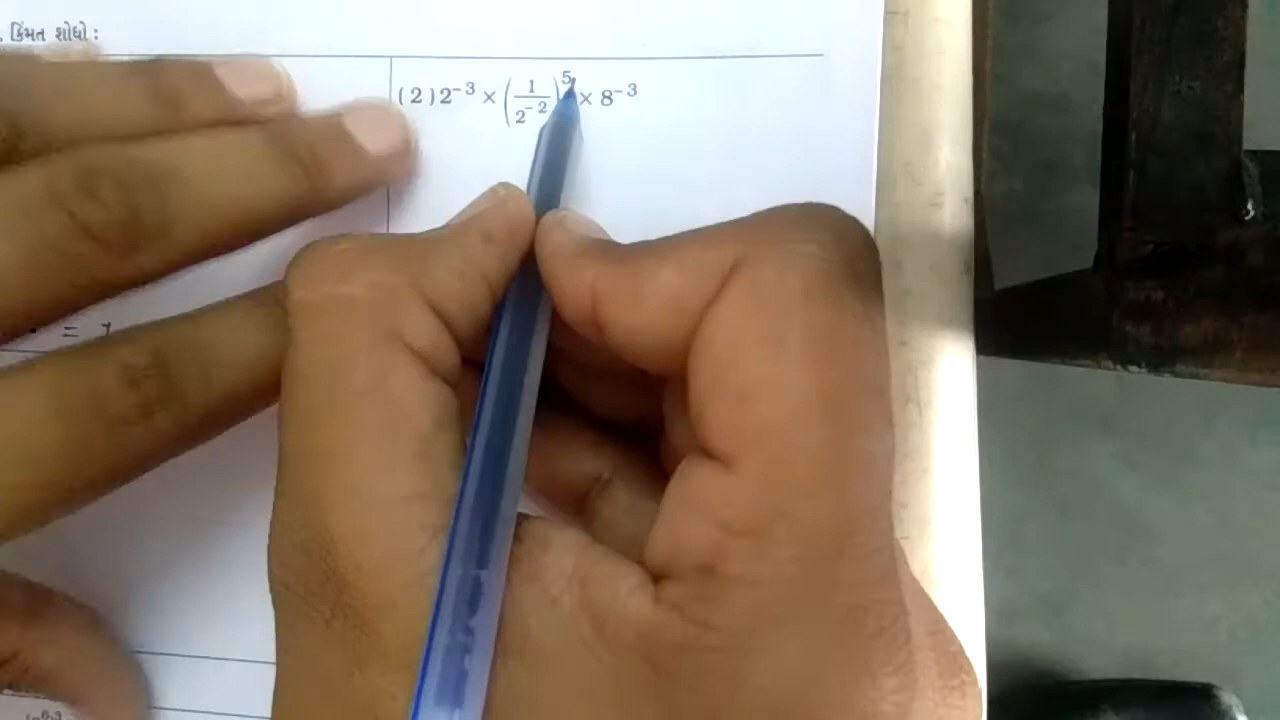 . કિંમત શોધો :
(2) 2⁻³ × (1/2⁻²)⁵ × 8⁻³
=